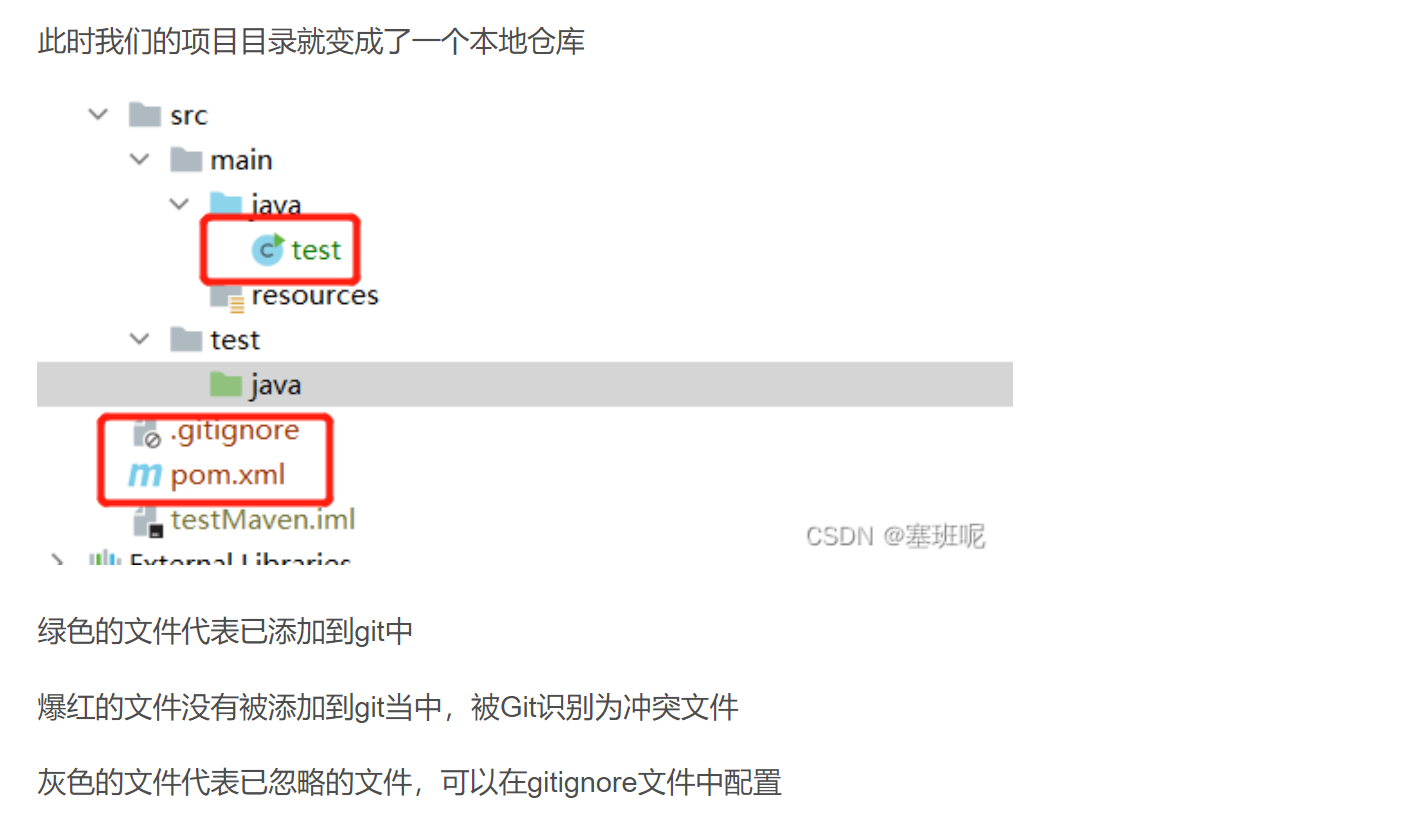 此时我们的项目目录就变成了一个本地仓库
src
main
java
test
resources
test
java
.gitignore
pom.xml
testMaven.iml
External Libraries
CSDN @塞班呢
绿色的文件代表已添加到git中
爆红的文件没有被添加到git当中，被Git识别为冲突文件
灰色的文件代表已忽略的文件，可以在gitignore文件中配置